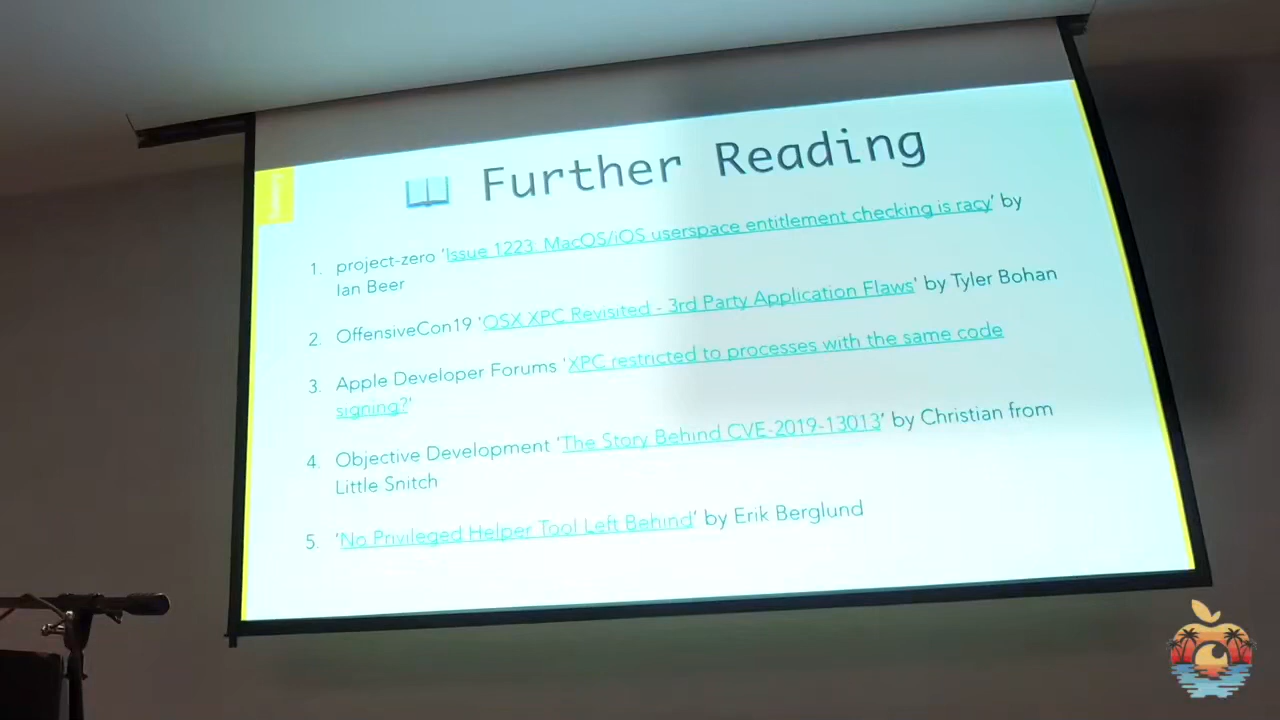 Further Reading
1. project-zero 'Issue 1223: MacOS/iOS userspace entitlement checking is racy' by
Ian Beer
2. OffensiveCon19 'OSX XPC Revisited - 3rd Party Application Flaws' by Tyler Bohan
3. Apple Developer Forums 'XPC restricted to processes with the same code
signing?'
4. Objective Development 'The Story Behind CVE-2019-13013' by Christian from
Little Snitch
5. 'No Privileged Helper Tool Left Behind' by Erik Berglund